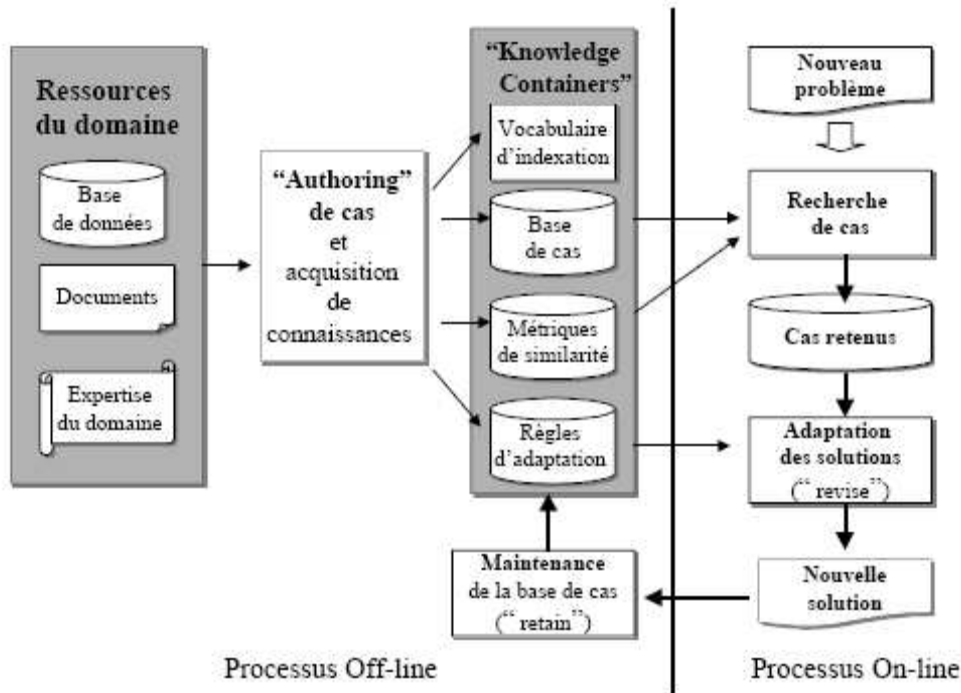 Ressources
du domaine
Base
de données
Documents
Expertise
du domaine
“Authoring”
de cas
et
acquisition
de
connaissances
“Knowledge
Containers”
Vocabulaire
d’indexation
Base
de cas
Métriques
de similarité
Règles
d’adaptation
Maintenance
de la base de cas
(“ retain”)
Nouveau
problème
Recherche
de cas
Cas retenus
Adaptation
des solutions
(“ revise”)
Nouvelle
solution
Processus Off-line
Processus On-line